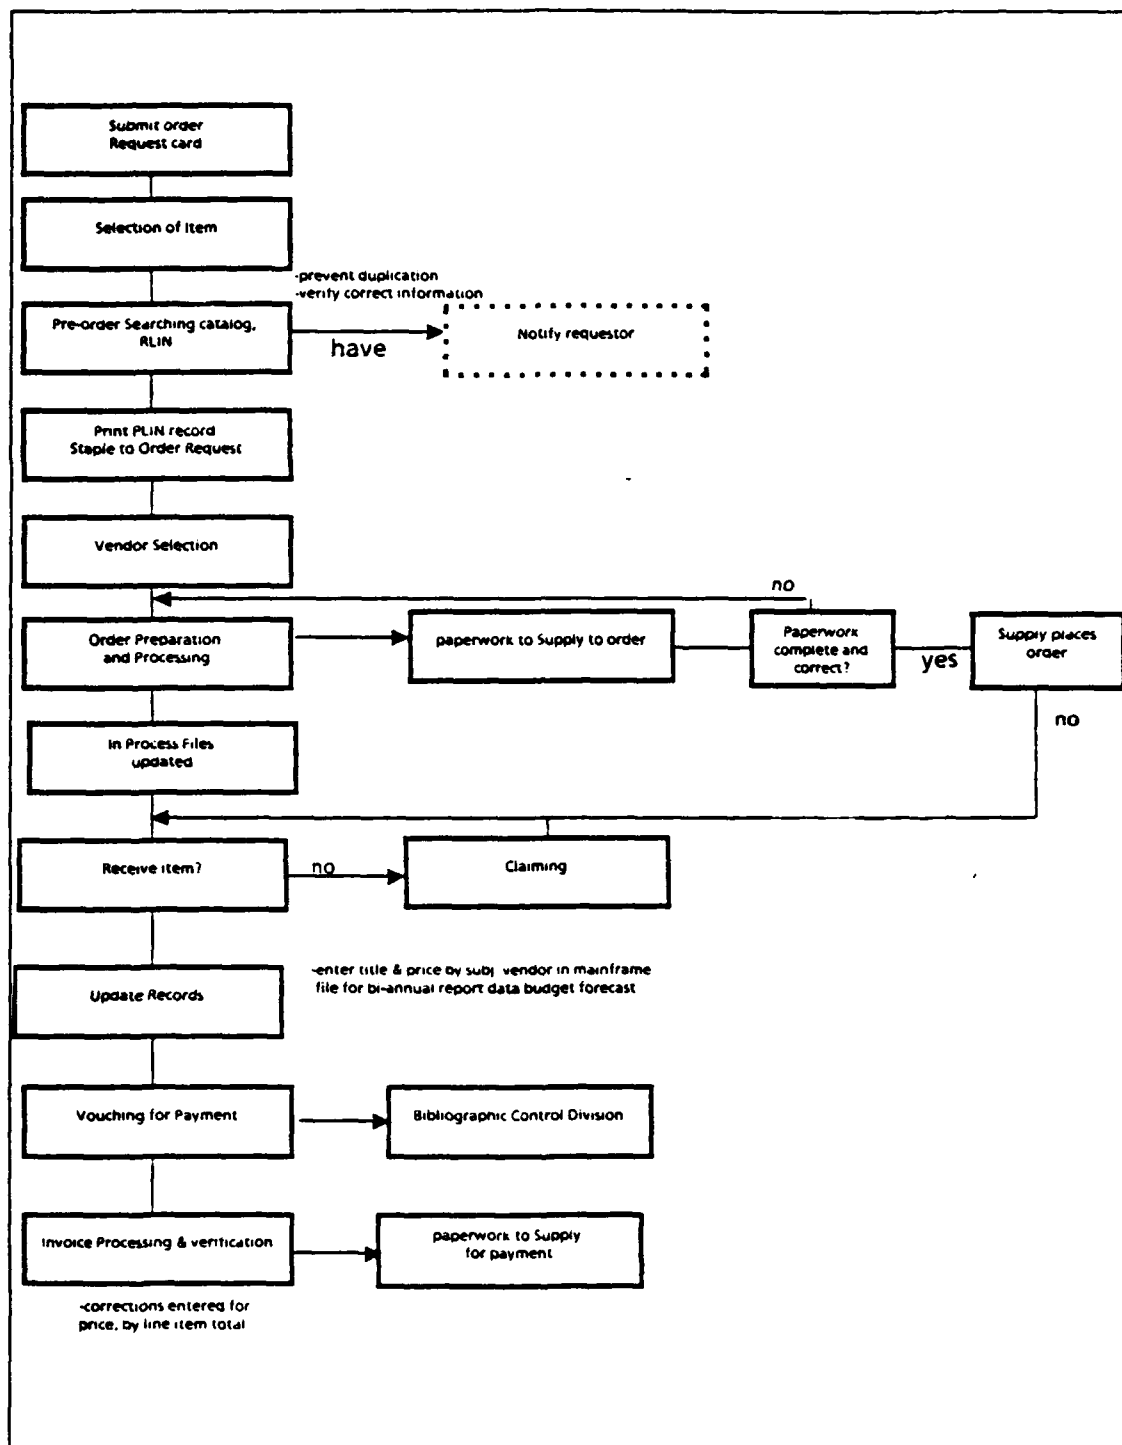 Submit order
Request card
Selection of Item
-prevent duplication
-verify correct information
Pre-order Searching catalog,
RLIN
have
Notify requestor
Print PLIN record
Staple to Order Request
Vendor Selection
no
Order Preparation
and Processing
paperwork to Supply to order
Paperwork
complete and
correct?
yes
Supply places
order
no
In Process Files
updated
Receive item?
no
Claiming
-enter title & price by subj vendor in mainframe
file for bi-annual report data budget forecast
Update Records
Vouching for Payment
Bibliographic Control Division
Invoice Processing & verification
paperwork to Supply
for payment
-corrections entered for
price, by line item total